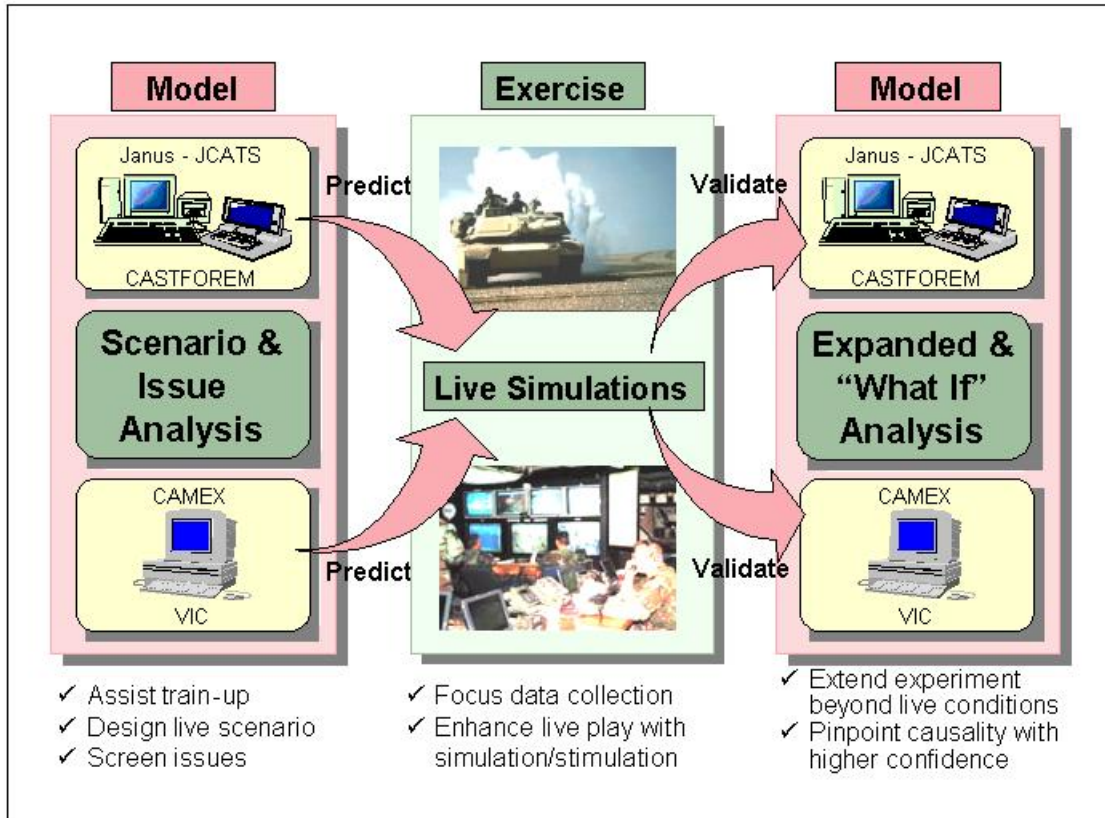 Model
Janus - JCATS
CASTFOREM
Scenario &
Issue
Analysis
CAMEX
VIC
✓ Assist train-up
✓ Design live scenario
✓ Screen issues
Predict
Predict
Exercise
Live Simulations
✓ Focus data collection
✓ Enhance live play with
simulation/stimulation
Validate
Validate
Model
Janus - JCATS
CASTFOREM
Expanded &
“What If”
Analysis
CAMEX
VIC
✓ Extend experiment
beyond live conditions
✓ Pinpoint causality with
higher confidence